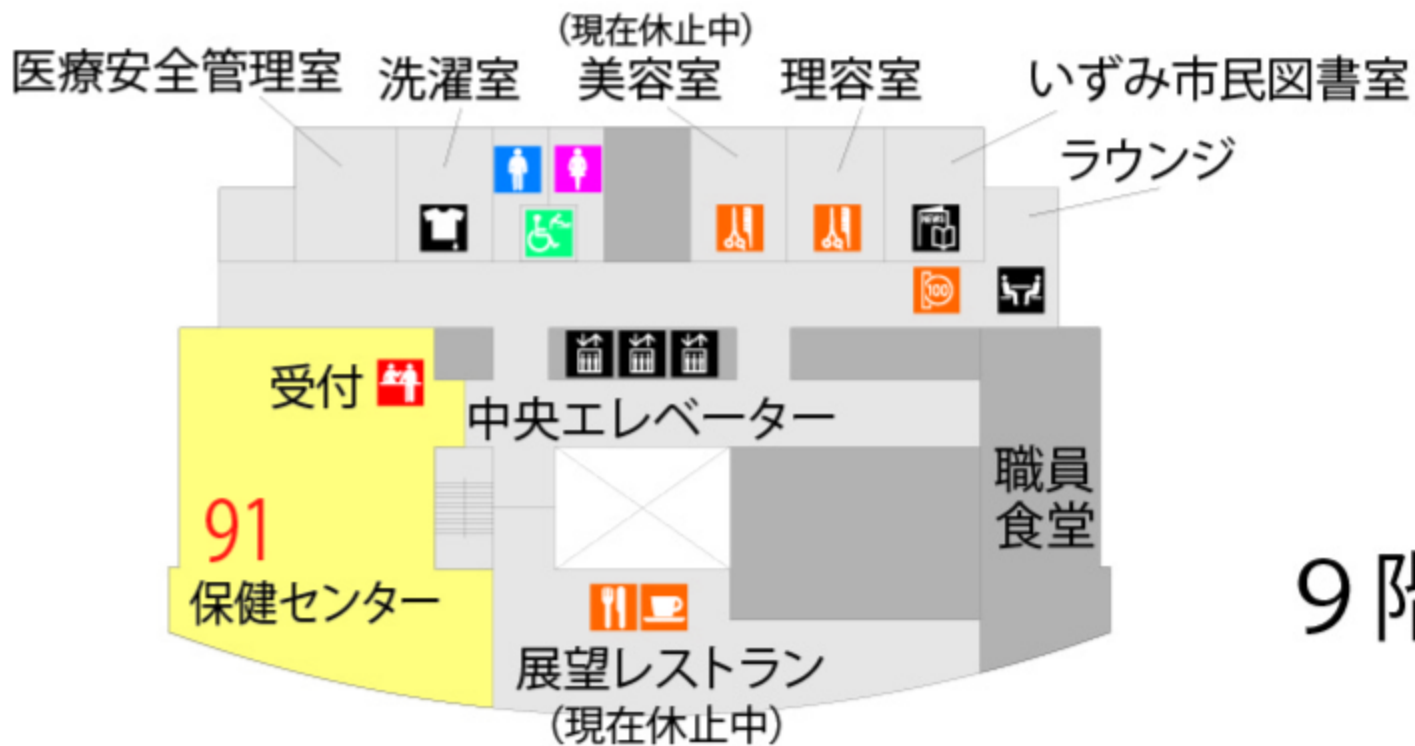 (現在休止中)
医療安全管理室
洗濯室
美容室
理容室
いずみ市民図書室
ラウンジ
NEWS
100
受付
中央エレベーター
職員
食堂
91
保健センター
9階
展望レストラン
(現在休止中)